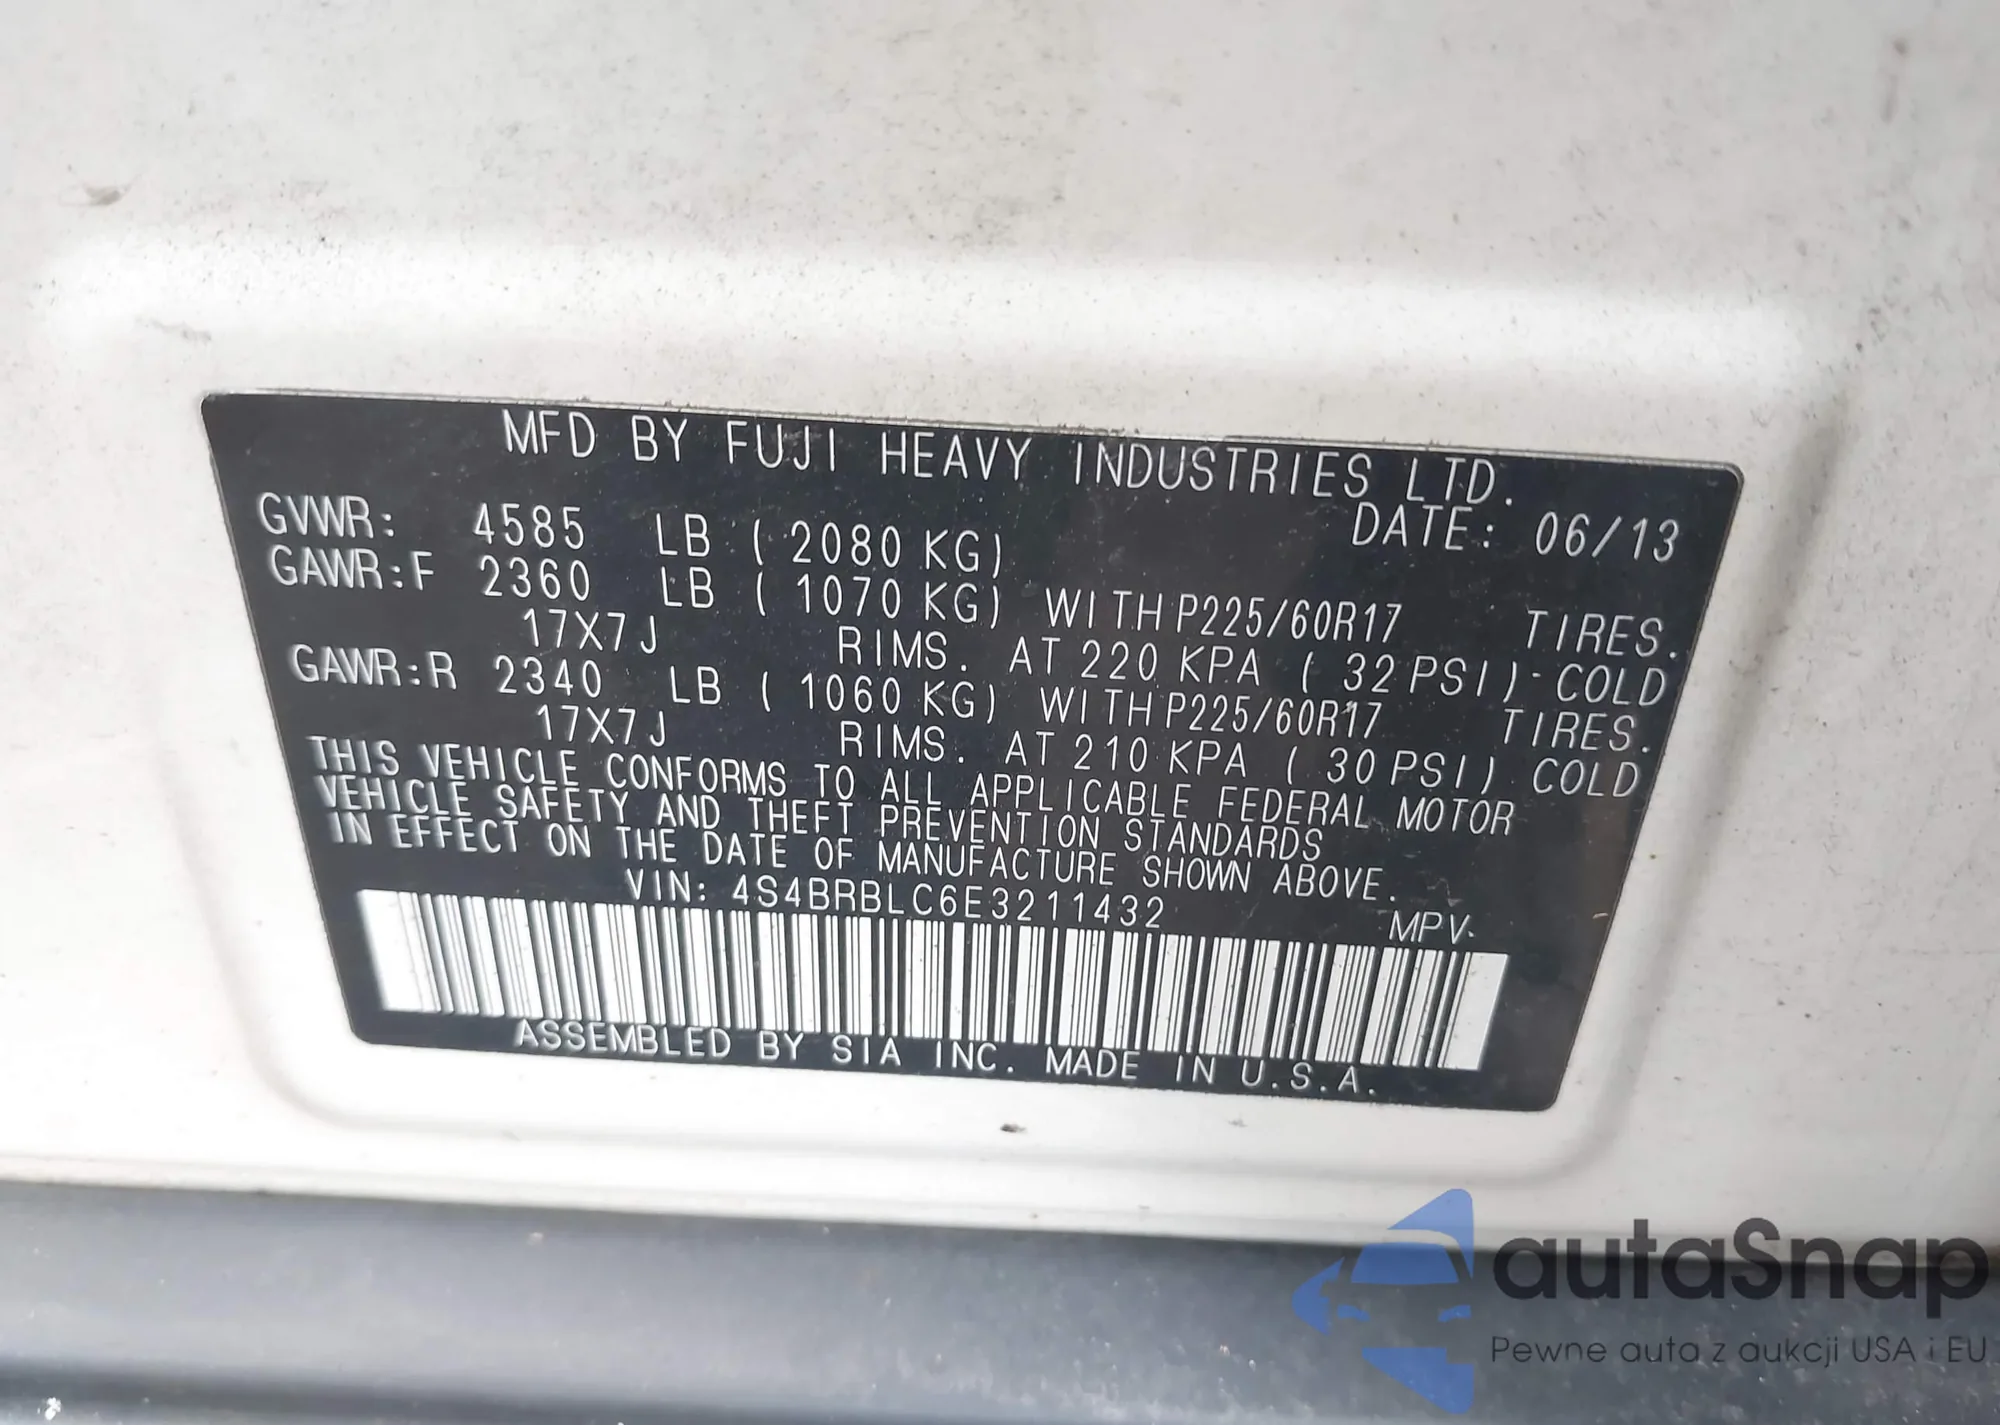 MFD BY FUJI HEAVY INDUSTRIES LTD.
DATE: 06/13
GVWR: 4585 LB ( 2080 KG)
GAWR:F 2360 LB ( 1070 KG) WITH P225/60R17 TIRES.
17X7J RIMS. AT 220 KPA ( 32 PSI) COLD
GAWR:R 2340 LB ( 1060 KG) WITH P225/60R17 TIRES.
17X7J RIMS. AT 210 KPA ( 30 PSI) COLD
THIS VEHICLE CONFORMS TO ALL APPLICABLE FEDERAL MOTOR
VEHICLE SAFETY AND THEFT PREVENTION STANDARDS
IN EFFECT ON THE DATE OF MANUFACTURE SHOWN ABOVE.
VIN: 4S4BRBLC6E3211432 MPV
ASSEMBLED BY SIA INC. MADE IN U.S.A.
autaSnap
Pewne auta z aukcji USA i EU